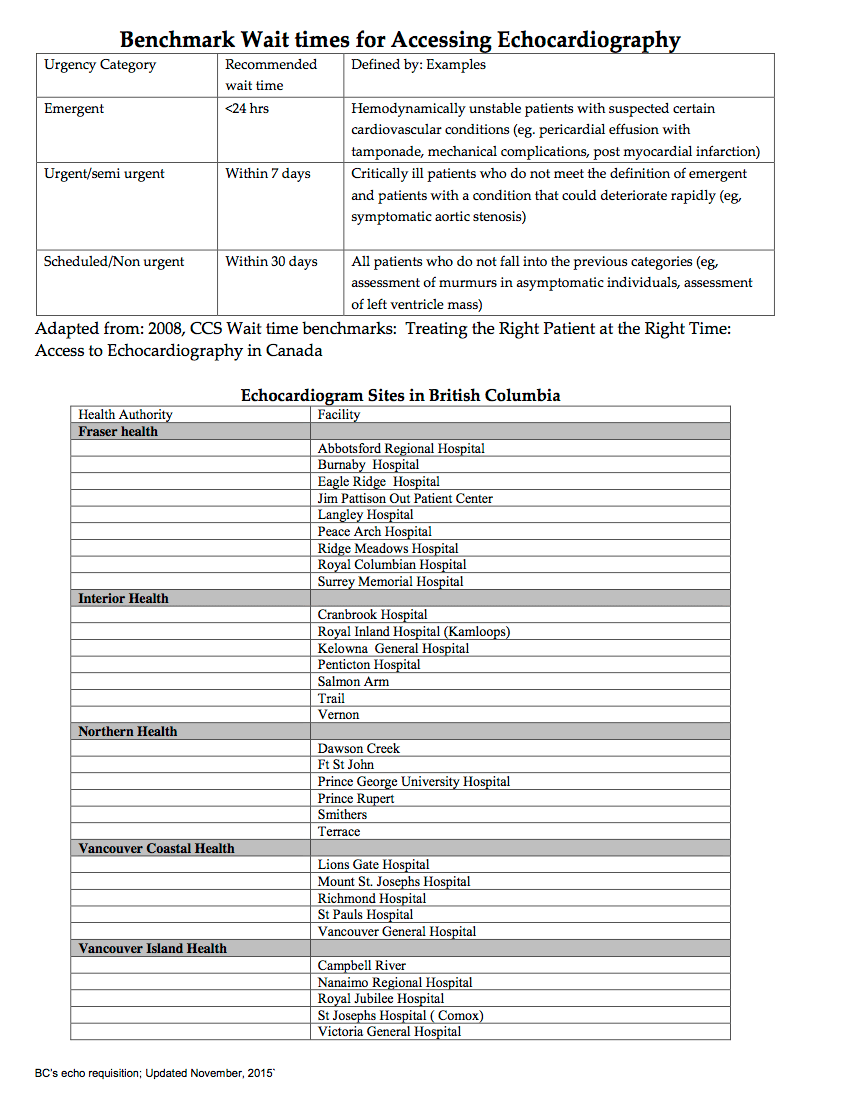 Benchmark Wait times for Accessing Echocardiography
Urgency Category
Recommended
wait time
Defined by: Examples
Emergent
<24 hrs
Hemodynamically unstable patients with suspected certain
cardiovascular conditions (eg. pericardial effusion with
tamponade, mechanical complications, post myocardial infarction)
Urgent/semi urgent
Within 7 days
Critically ill patients who do not meet the definition of emergent
and patients with a condition that could deteriorate rapidly (eg,
symptomatic aortic stenosis)
Scheduled/Non urgent
Within 30 days
All patients who do not fall into the previous categories (eg,
assessment of murmurs in asymptomatic individuals, assessment
of left ventricle mass)
Adapted from: 2008, CCS Wait time benchmarks:  Treating the Right Patient at the Right Time:
Access to Echocardiography in Canada
Echocardiogram Sites in British Columbia
Health Authority
Facility
Fraser health
Abbotsford Regional Hospital
Burnaby  Hospital
Eagle Ridge  Hospital
Jim Pattison Out Patient Center
Langley Hospital
Peace Arch Hospital
Ridge Meadows Hospital
Royal Columbian Hospital
Surrey Memorial Hospital
Interior Health
Cranbrook Hospital
Royal Inland Hospital (Kamloops)
Kelowna  General Hospital
Penticton Hospital
Salmon Arm
Trail
Vernon
Northern Health
Dawson Creek
Ft St John
Prince George University Hospital
Prince Rupert
Smithers
Terrace
Vancouver Coastal Health
Lions Gate Hospital
Mount St. Josephs Hospital
Richmond Hospital
St Pauls Hospital
Vancouver General Hospital
Vancouver Island Health
Campbell River
Nanaimo Regional Hospital
Royal Jubilee Hospital
St Josephs Hospital ( Comox)
Victoria General Hospital
BC's echo requisition; Updated November, 2015`